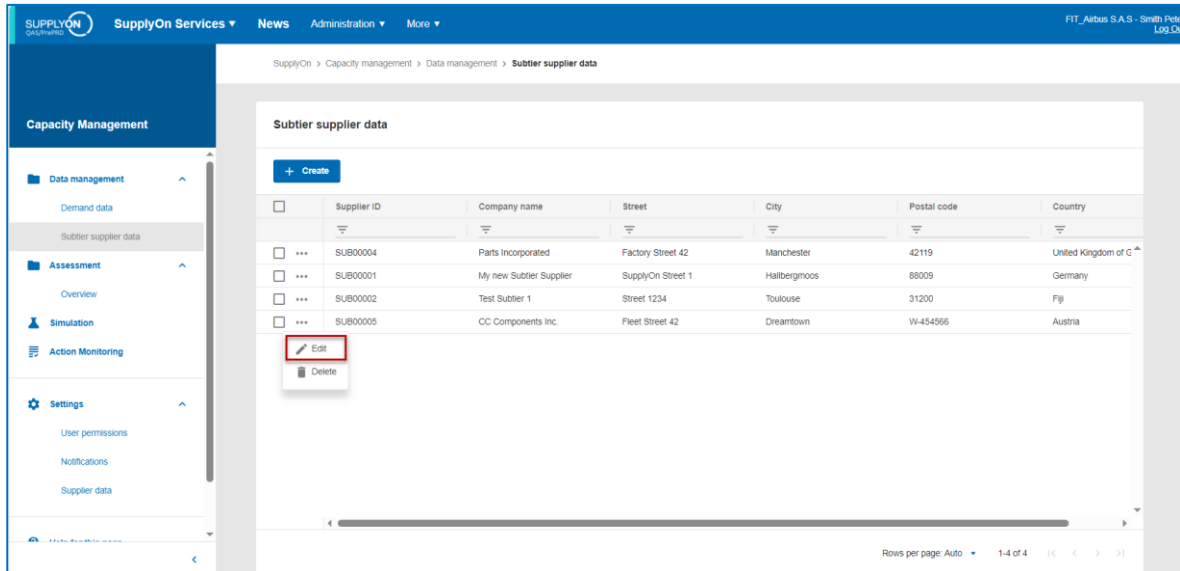 SUPPLYON
QAS/PrePRD
SupplyOn Services
News
Administration
More
FIT_Airbus S.A.S - Smith Pete
Log Ou
SupplyOn > Capacity management > Data management > Subtier supplier data
Capacity Management
Subtier supplier data
Data management
+ Create
Demand data
Supplier ID Company name Street City Postal code Country
Subtier supplier data
Assessment
SUB00004 Parts Incorporated Factory Street 42 Manchester 42119 United Kingdom of G
SUB00001 My new Subtier Supplier SupplyOn Street 1 Hallbergmoos 88009 Germany
Overview
SUB00002 Test Subtier 1 Street 1234 Toulouse 31200 Fiji
Simulation
SUB00005 CC Components Inc. Fleet Street 42 Dreamtown W-454566 Austria
Action Monitoring
Edit
Delete
Settings
User permissions
Notifications
Supplier data
Help for this page
Rows per page: Auto 1-4 of 4